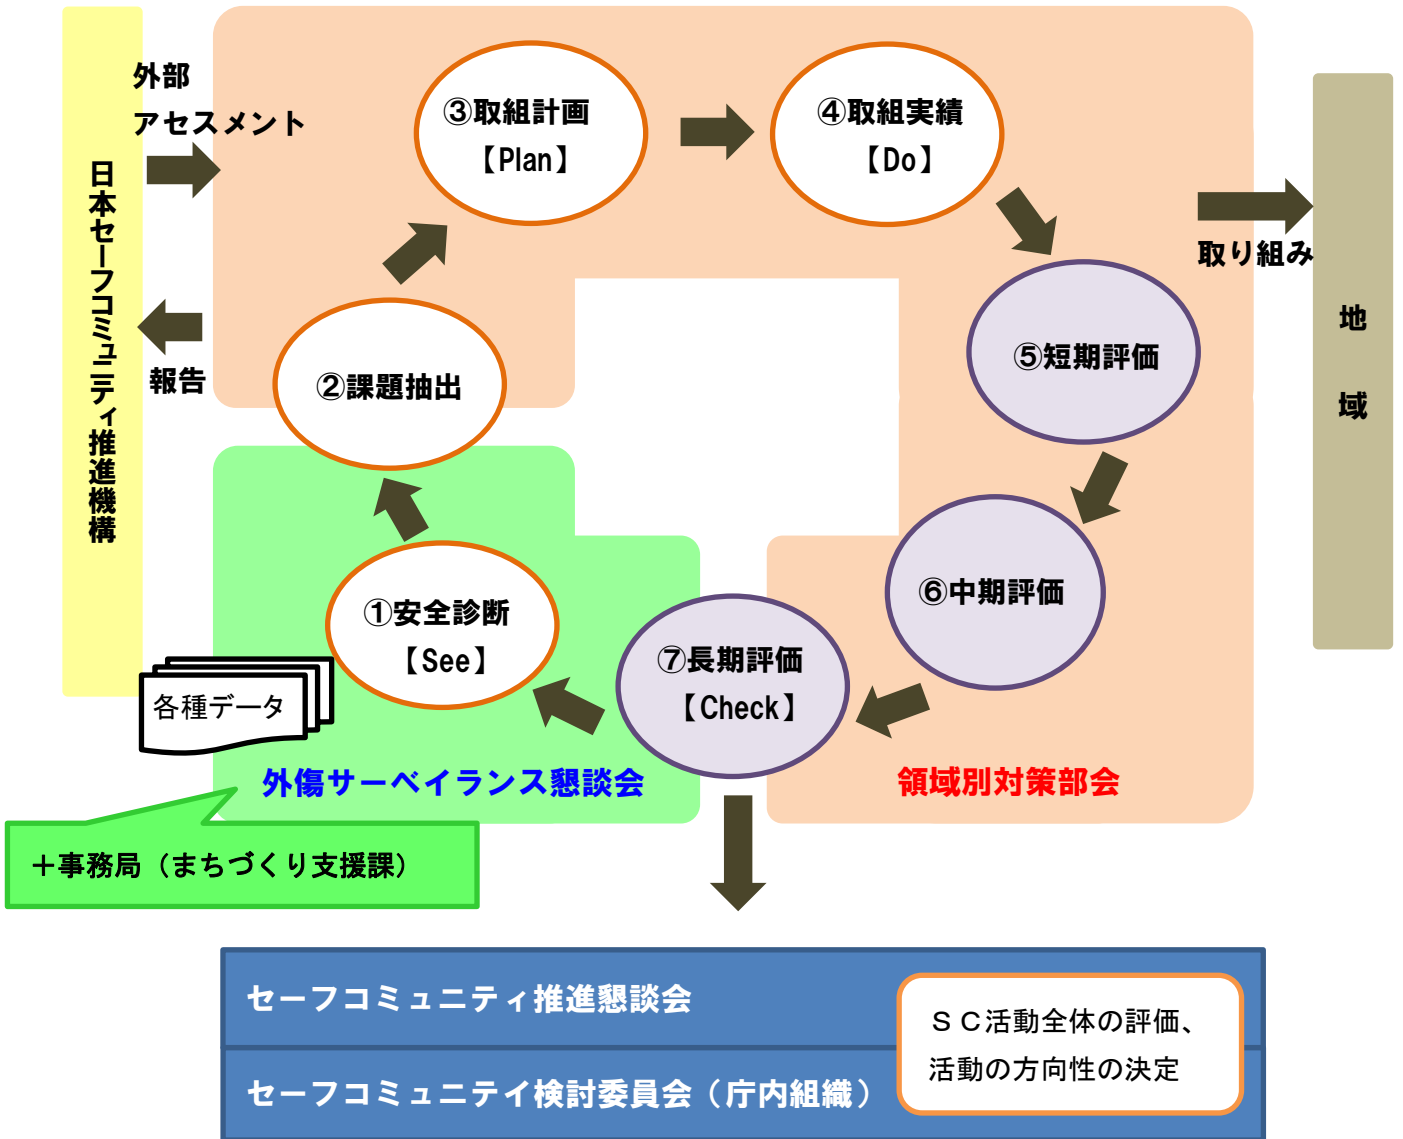 外部
アセスメント
日本セーフコミュニティ推進機構
報告
③取組計画
【Plan】
④取組実績
【Do】
取り組み
地域
②課題抽出
⑤短期評価
①安全診断
【See】
⑥中期評価
⑦長期評価
【Check】
各種データ
外傷サーベイランス懇談会
領域別対策部会
＋事務局（まちづくり支援課）
セーフコミュニティ推進懇談会
セーフコミュニテイ検討委員会（庁内組織）
ＳＣ活動全体の評価、
活動の方向性の決定